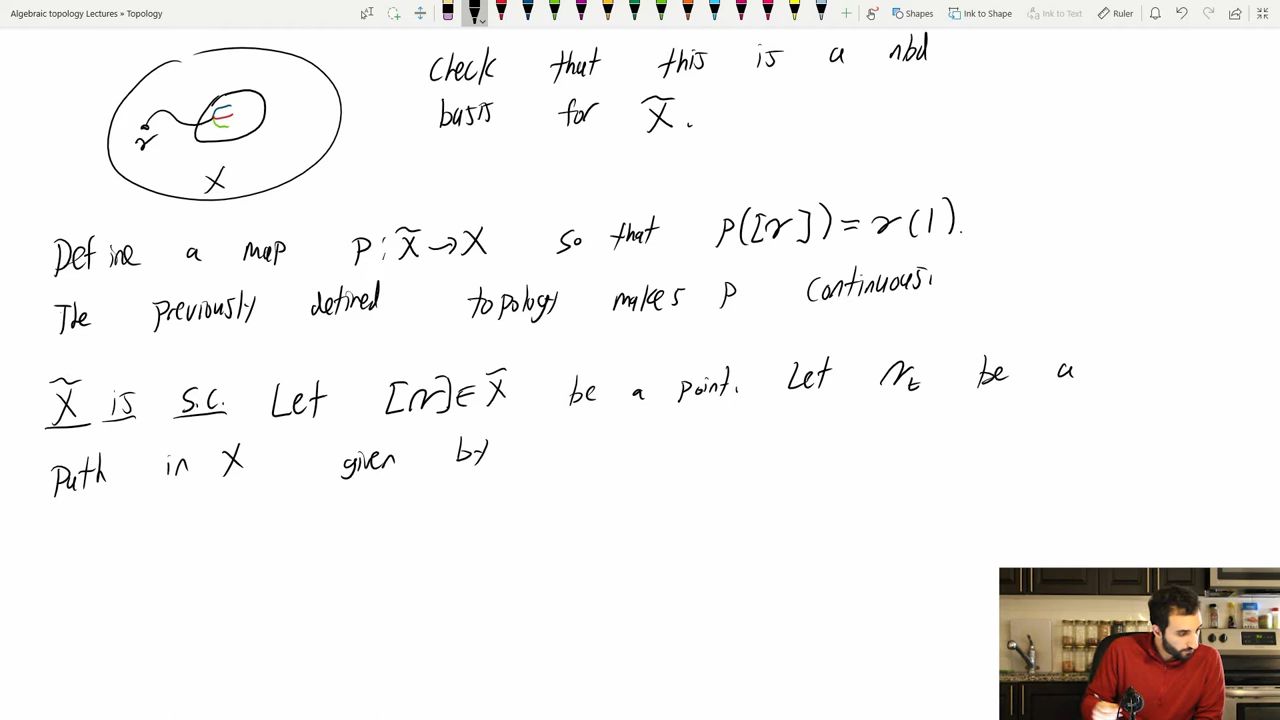 Algebraic topology Lectures » Topology
Shapes Ink to Shape Ink to Text Ruler
Check that this is a nbd
basis for X̃.
γ
X
Define a map p: X̃→X so that p([γ])=γ(1).
The previously defined topology makes p continuous.
X̃ is s.c. Let [γ]∈X̃ be a point. Let γt be a
path in X given by